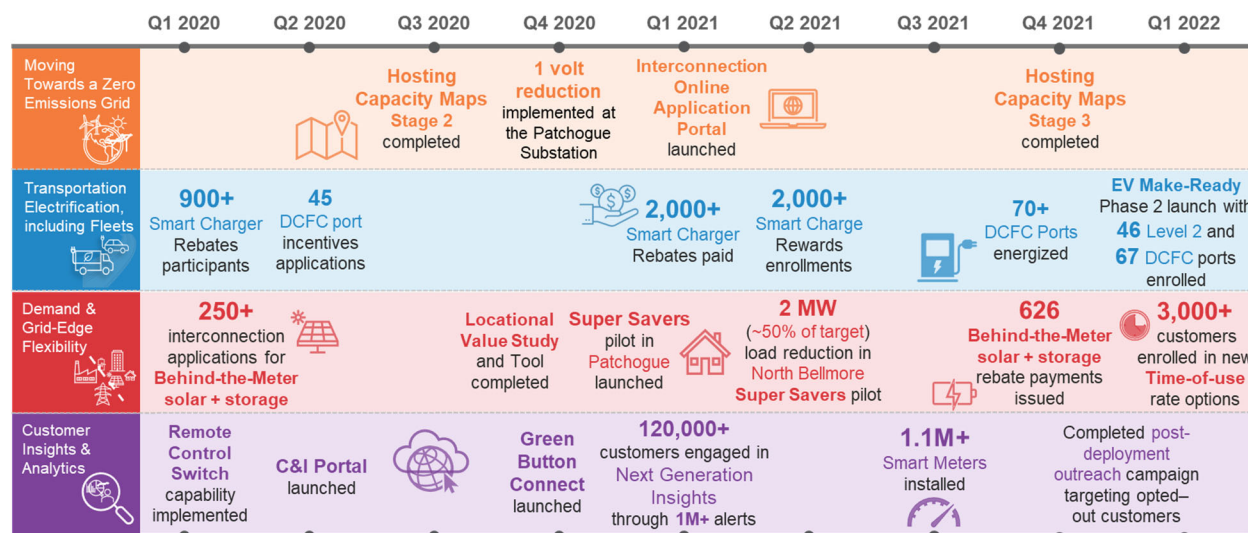 Q1 2020
Q2 2020
Q3 2020
Q4 2020
Q1 2021
Q2 2021
Q3 2021
Q4 2021
Q1 2022
Moving
Towards a Zero
Emissions Grid
Hosting
Capacity Maps
Stage 2
completed
1 volt
reduction
implemented at
the Patchogue
Substation
Interconnection
Online
Application
Portal
launched
Hosting
Capacity Maps
Stage 3
completed
Transportation
Electrification,
including Fleets
900+
Smart Charger
Rebates
participants
45
DCFC port
incentives
applications
2,000+
Smart Charger
Rebates paid
2,000+
Smart Charge
Rewards
enrollments
70+
DCFC Ports
energized
EV Make-Ready
Phase 2 launch with
46 Level 2 and
67 DCFC ports
enrolled
Demand &
Grid-Edge
Flexibility
250+
interconnection
applications for
Behind-the-Meter
solar + storage
Locational
Value Study
and Tool
completed
Super Savers
pilot in
Patchogue
launched
2 MW
(~50% of target)
load reduction in
North Bellmore
Super Savers pilot
626
Behind-the-Meter
solar + storage
rebate payments
issued
3,000+
customers
enrolled in new
Time-of-use
rate options
Customer
Insights &
Analytics
Remote
Control
Switch
capability
implemented
C&I Portal
launched
Green
Button
Connect
launched
120,000+
customers engaged in
Next Generation
Insights
through 1M+ alerts
1.1M+
Smart Meters
installed
Completed post-
deployment
outreach campaign
targeting opted–
out customers